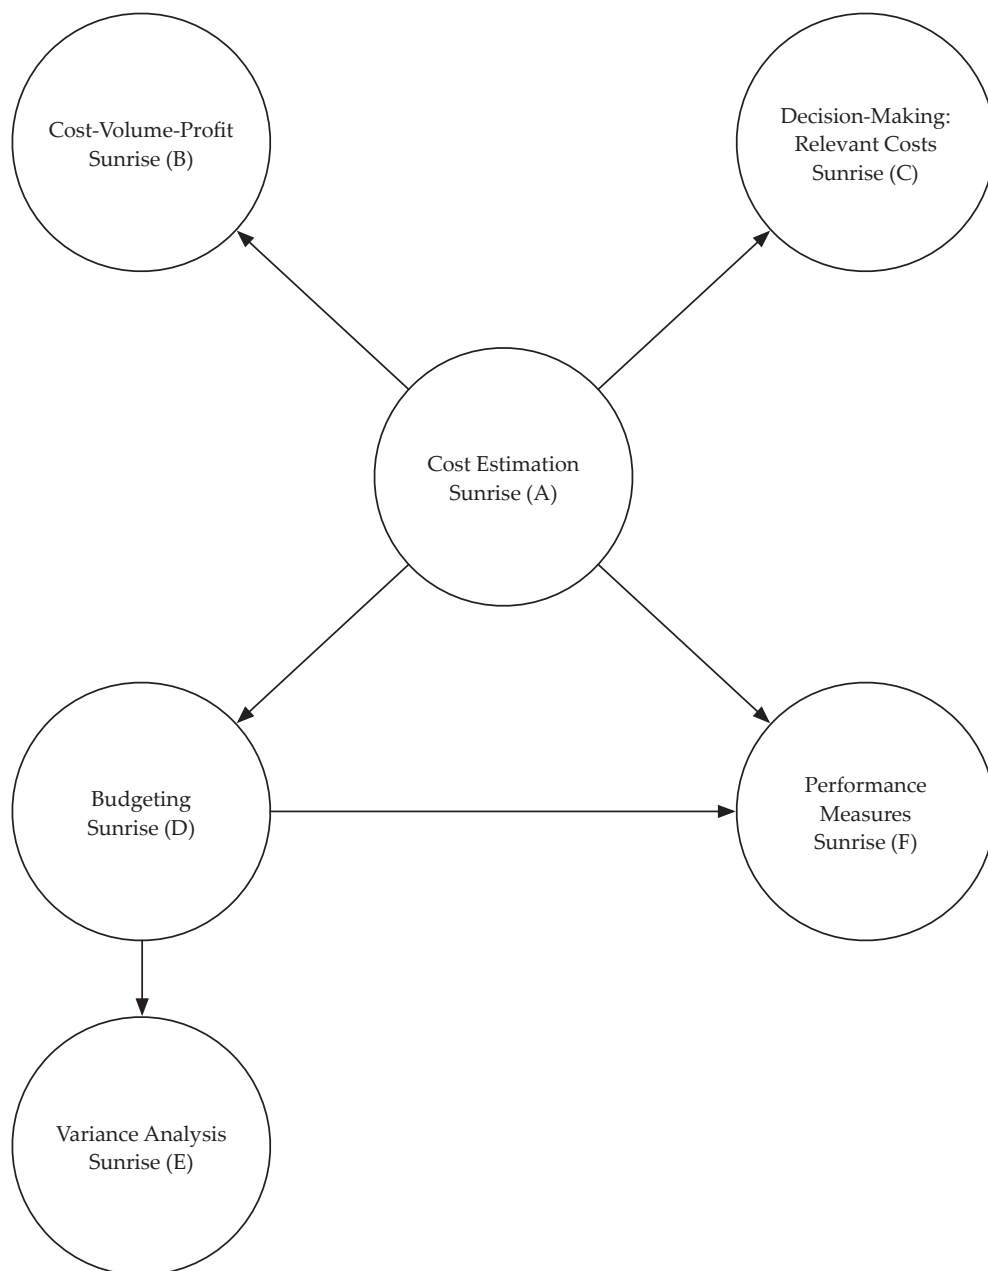 Cost-Volume-Profit
Sunrise (B)
Decision-Making:
Relevant Costs
Sunrise (C)
Cost Estimation
Sunrise (A)
Budgeting
Sunrise (D)
Performance
Measures
Sunrise (F)
Variance Analysis
Sunrise (E)